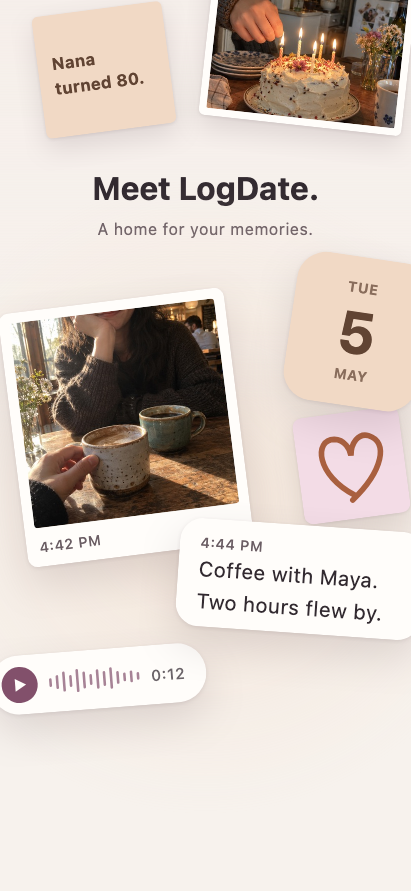 Nana
turned 80.
Meet LogDate.
A home for your memories.
TUE
5
MAY
4:42 PM
4:44 PM
Coffee with Maya.
Two hours flew by.
0:12